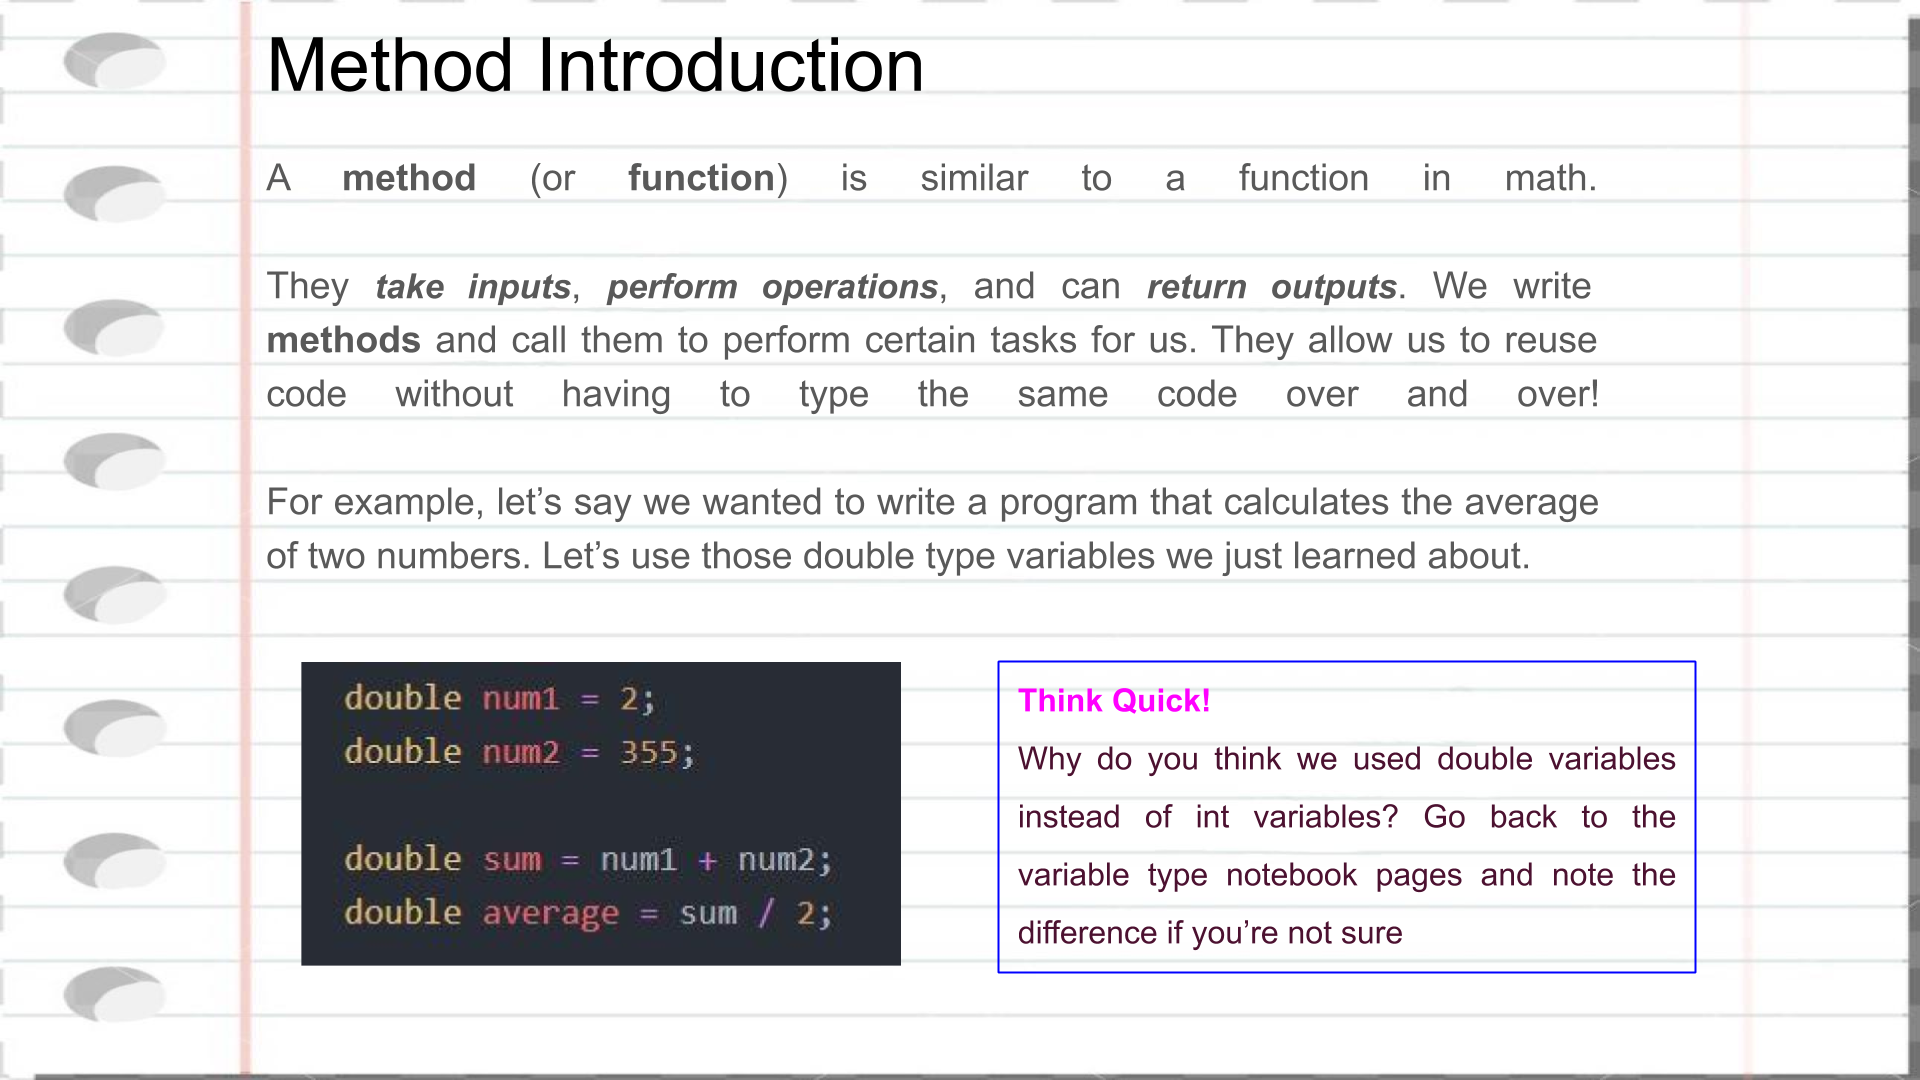 Method Introduction
A method (or function) is similar to a function in math.
They take inputs, perform operations, and can return outputs. We write
methods and call them to perform certain tasks for us. They allow us to reuse
code without having to type the same code over and over!
For example, let’s say we wanted to write a program that calculates the average
of two numbers. Let’s use those double type variables we just learned about.
double num1 = 2;
double num2 = 355;
double sum = num1 + num2;
double average = sum / 2;
Think Quick!
Why do you think we used double variables
instead of int variables? Go back to the
variable type notebook pages and note the
difference if you’re not sure